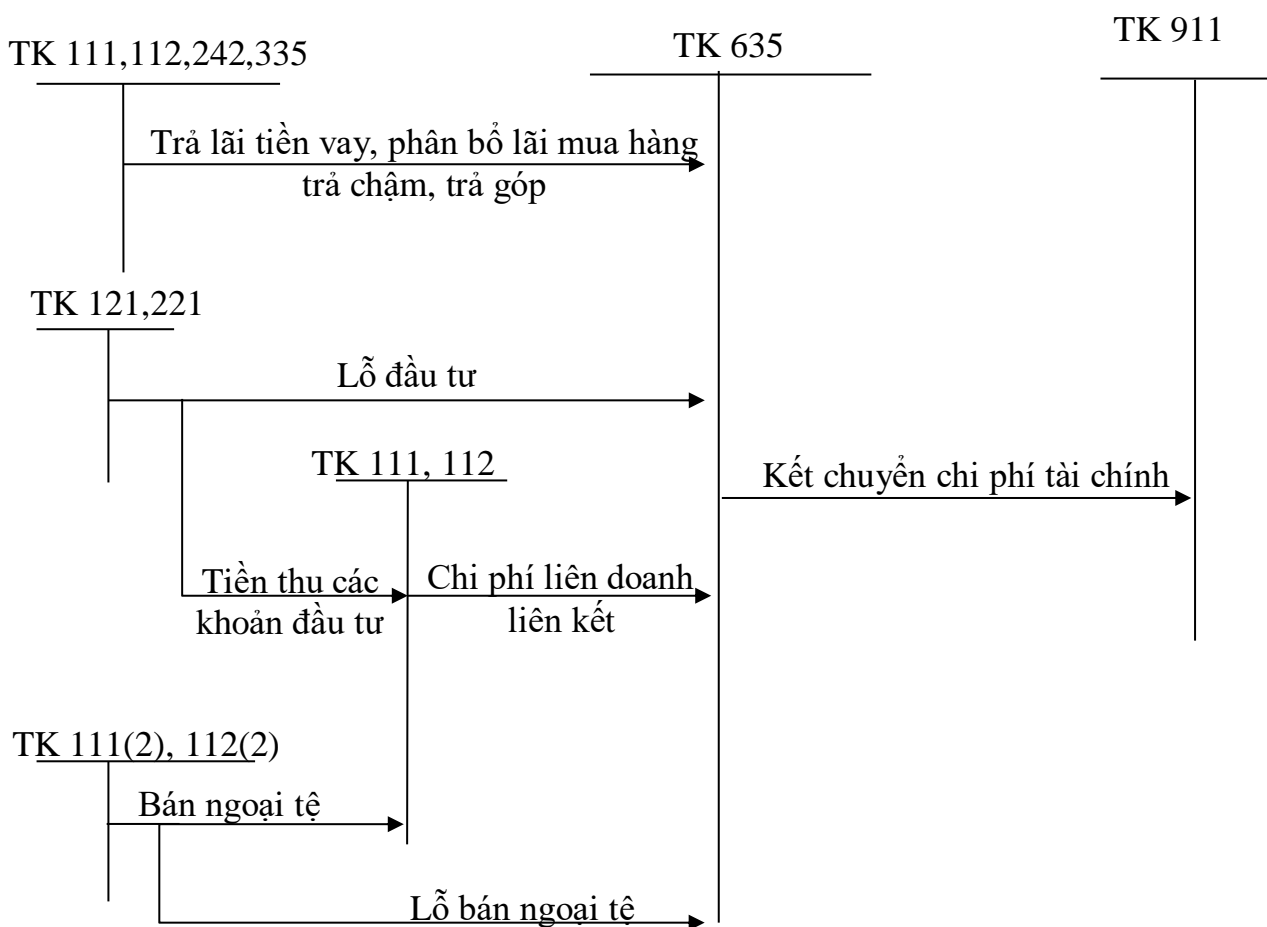 TK 111,112,242,335
TK 635
TK 911
Trả lãi tiền vay, phân bổ lãi mua hàng
trả chậm, trả góp
TK 121,221
Lỗ đầu tư
TK 111, 112
Kết chuyển chi phí tài chính
Tiền thu các
khoản đầu tư
Chi phí liên doanh
liên kết
TK 111(2), 112(2)
Bán ngoại tệ
Lỗ bán ngoại tệ